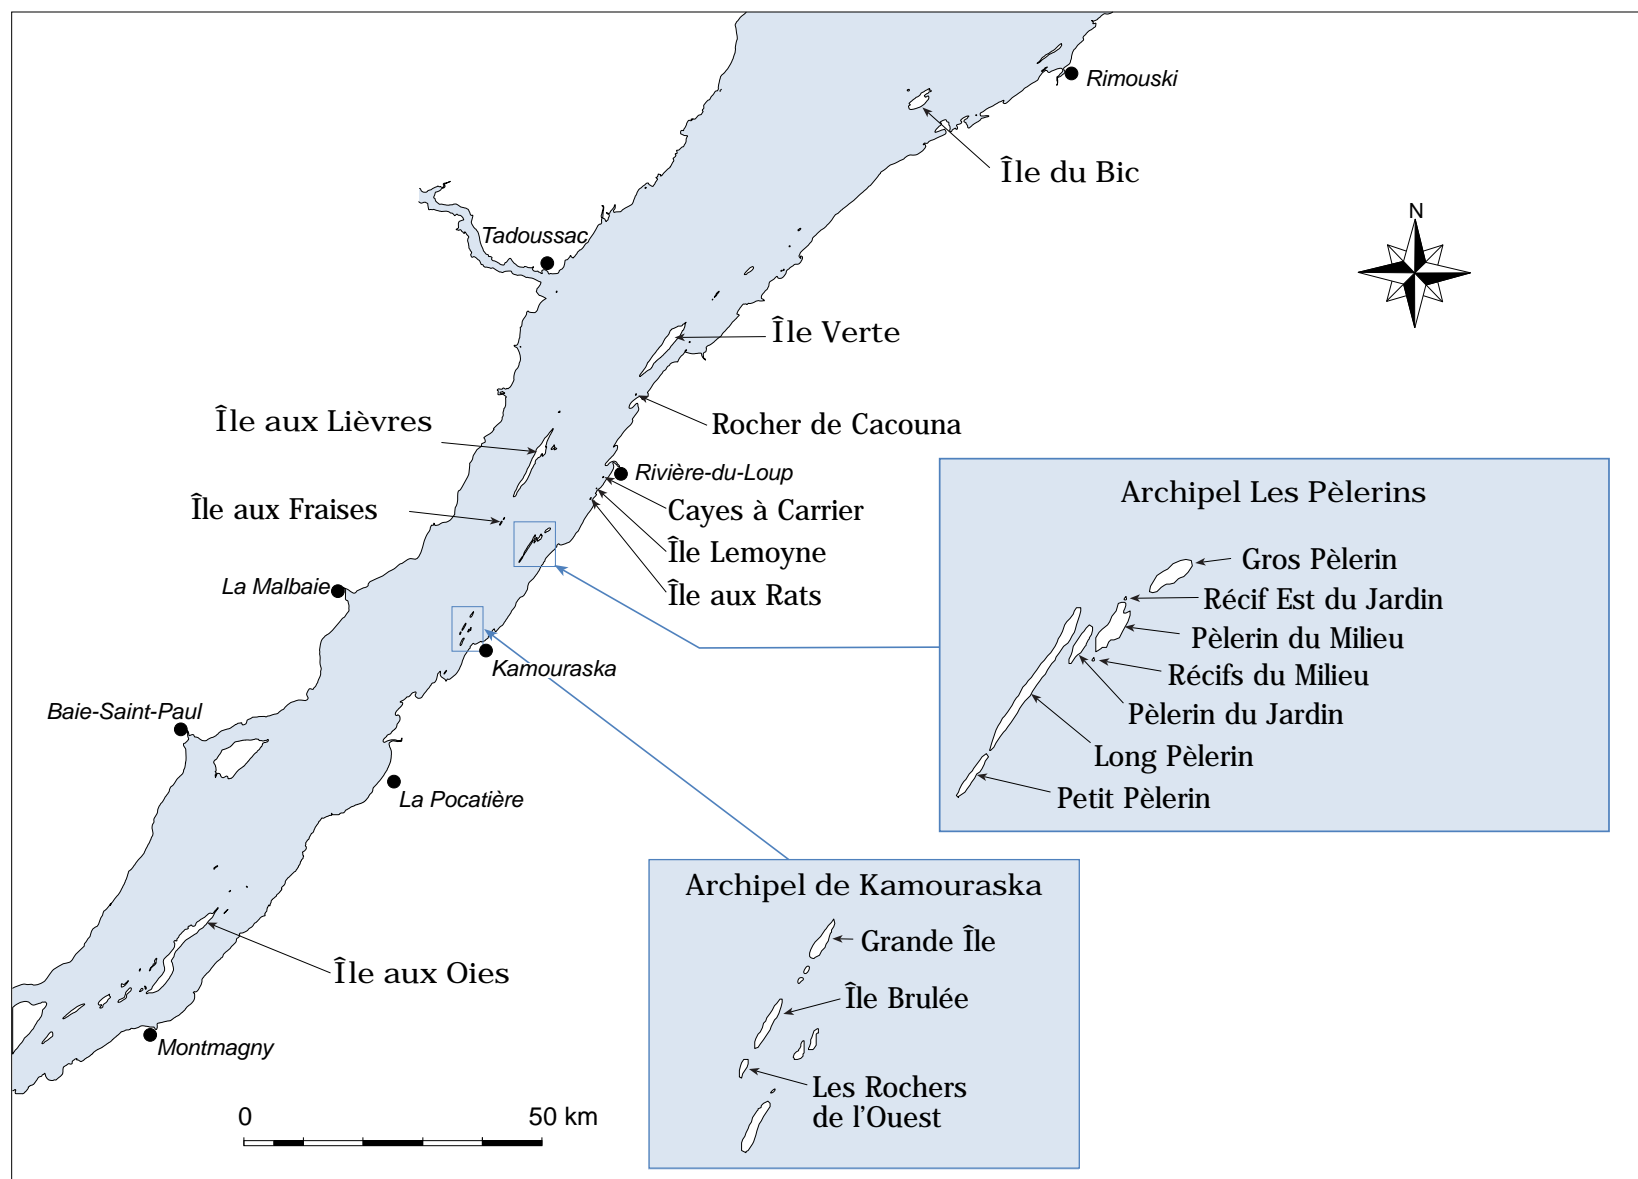 Rimouski
Île du Bic
N
Tadoussac
Île Verte
Île aux Lièvres
Rocher de Cacouna
Rivière-du-Loup
Île aux Fraises
Cayes à Carrier
Île Lemoyne
Île aux Rats
La Malbaie
Kamouraska
Baie-Saint-Paul
La Pocatière
Île aux Oies
Montmagny
0 50 km
Archipel Les Pèlerins
Gros Pèlerin
Récif Est du Jardin
Pèlerin du Milieu
Récifs du Milieu
Pèlerin du Jardin
Long Pèlerin
Petit Pèlerin
Archipel de Kamouraska
Grande Île
Île Brulée
Les Rochers
de l'Ouest